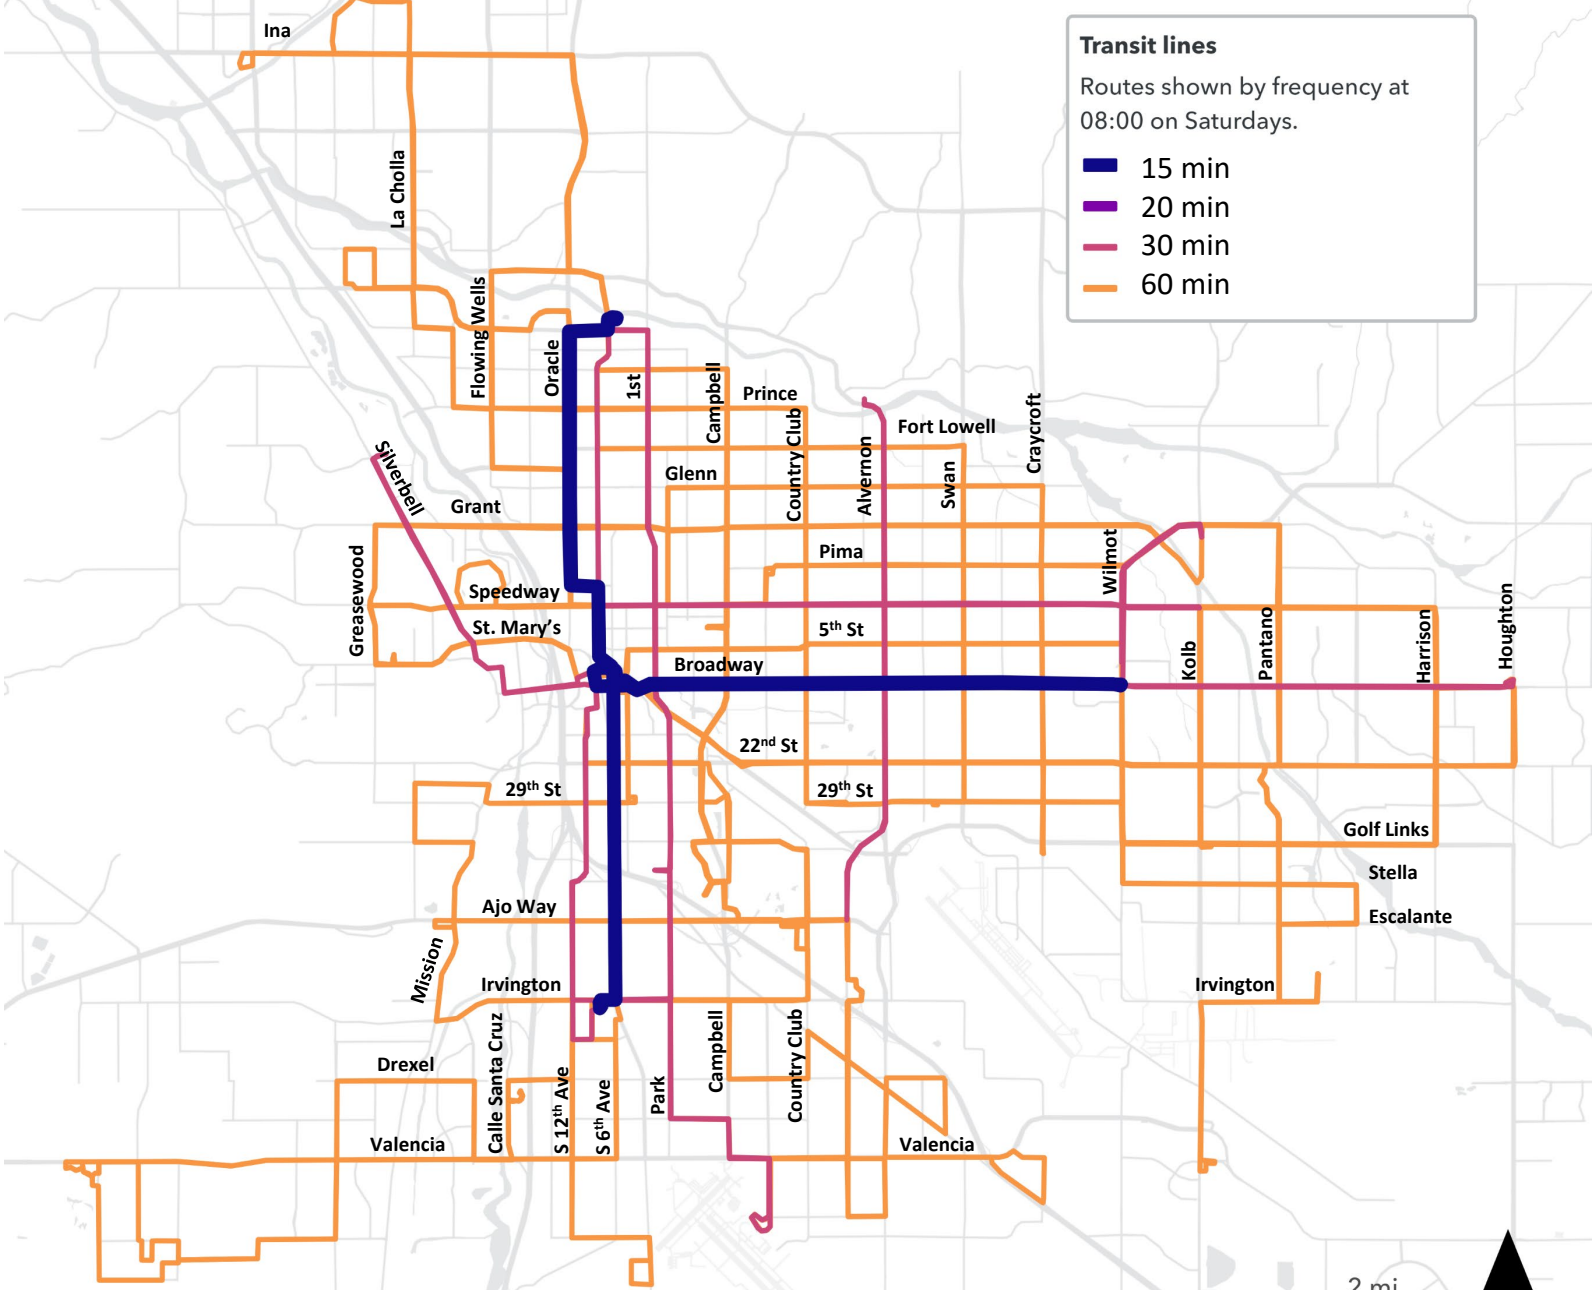 Ina
Transit lines
Routes shown by frequency at
08:00 on Saturdays.
15 min
20 min
30 min
60 min
La Cholla
Flowing Wells
Oracle
1st
Campbell
Prince
Country Club
Alvernon
Fort Lowell
Swan
Craycroft
Silverbell
Glenn
Grant
Pima
Wilmot
Greasewood
Speedway
St. Mary's
5th St
Broadway
Kolb
Pantano
Harrison
Houghton
22nd St
29th St
29th St
Golf Links
Stella
Ajo Way
Escalante
Mission
Irvington
Irvington
Calle Santa Cruz
Drexel
S 12th Ave
S 6th Ave
Park
Campbell
Country Club
Valencia
Valencia
2 mi